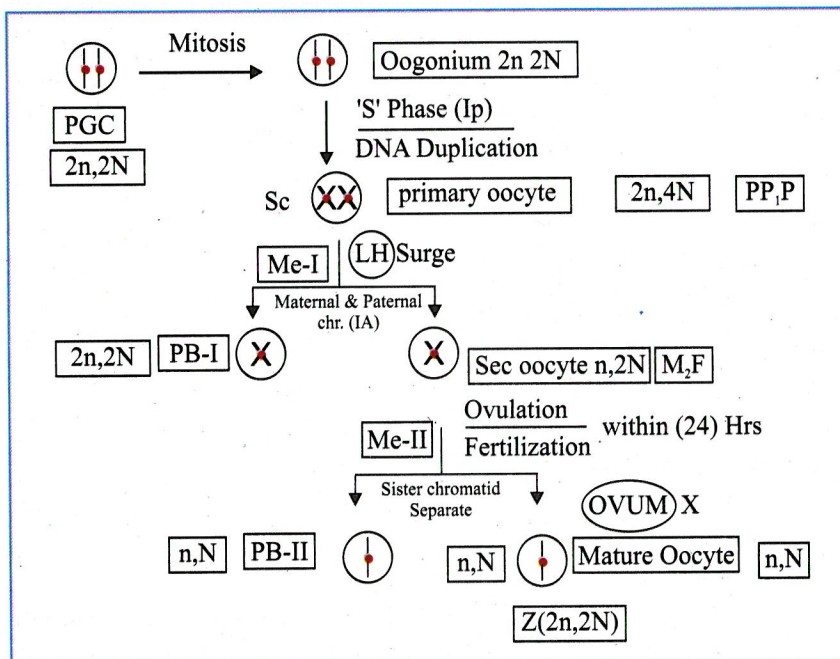 Mitosis
Oogonium 2n 2N
PGC
2n,2N
'S' Phase (Ip)
DNA Duplication
Sc
primary oocyte
2n,4N
PP₁P
Me-I
LH Surge
Maternal & Paternal
chr. (IA)
2n,2N
PB-I
Sec oocyte n,2N
M₂F
Me-II
Ovulation
Fertilization
within (24) Hrs
Sister chromatid
Separate
OVUM X
n,N
PB-II
n,N
Mature Oocyte
n,N
Z(2n,2N)